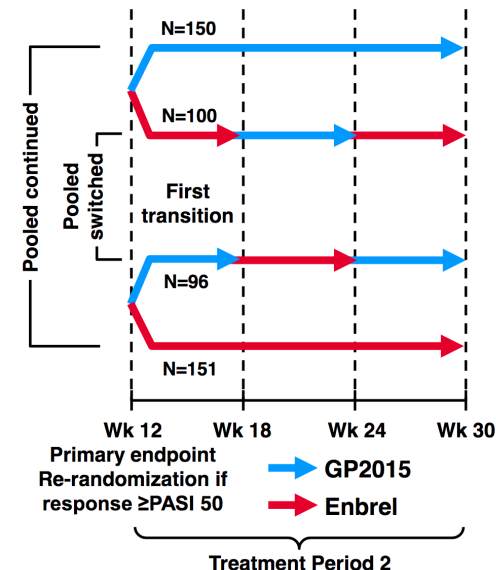 N=150
Pooled continued
N=100
Pooled
switched
First
transition
N=96
N=151
Wk 12 Wk 18 Wk 24 Wk 30
Primary endpoint
Re-randomization if
response ≥PASI 50
GP2015
Enbrel
Treatment Period 2